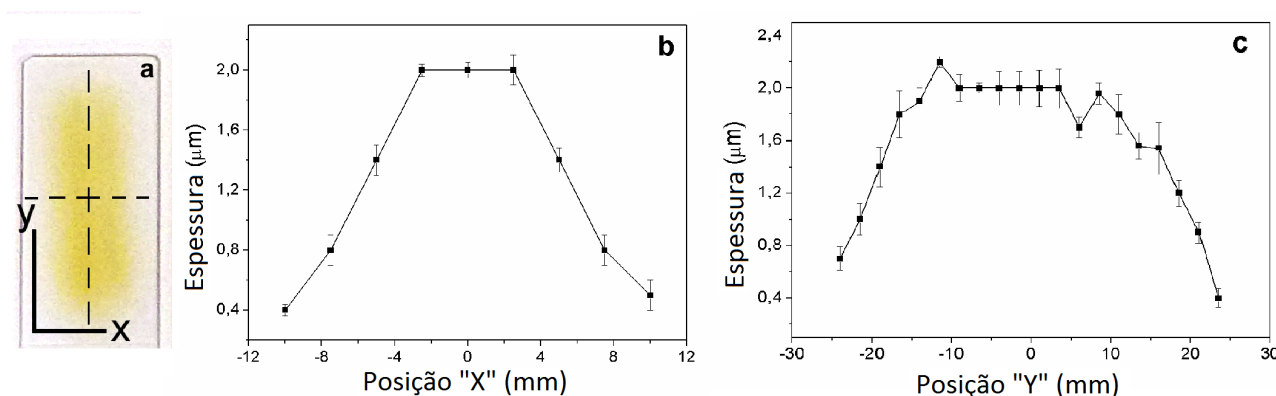 a
y
x
b
Espessura (μm)
2,0
1,6
1,2
0,8
0,4
-12 -8 -4 0 4 8 12
Posição "X" (mm)
c
Espessura (μm)
2,4
2,0
1,6
1,2
0,8
0,4
-30 -20 -10 0 10 20 30
Posição "Y" (mm)